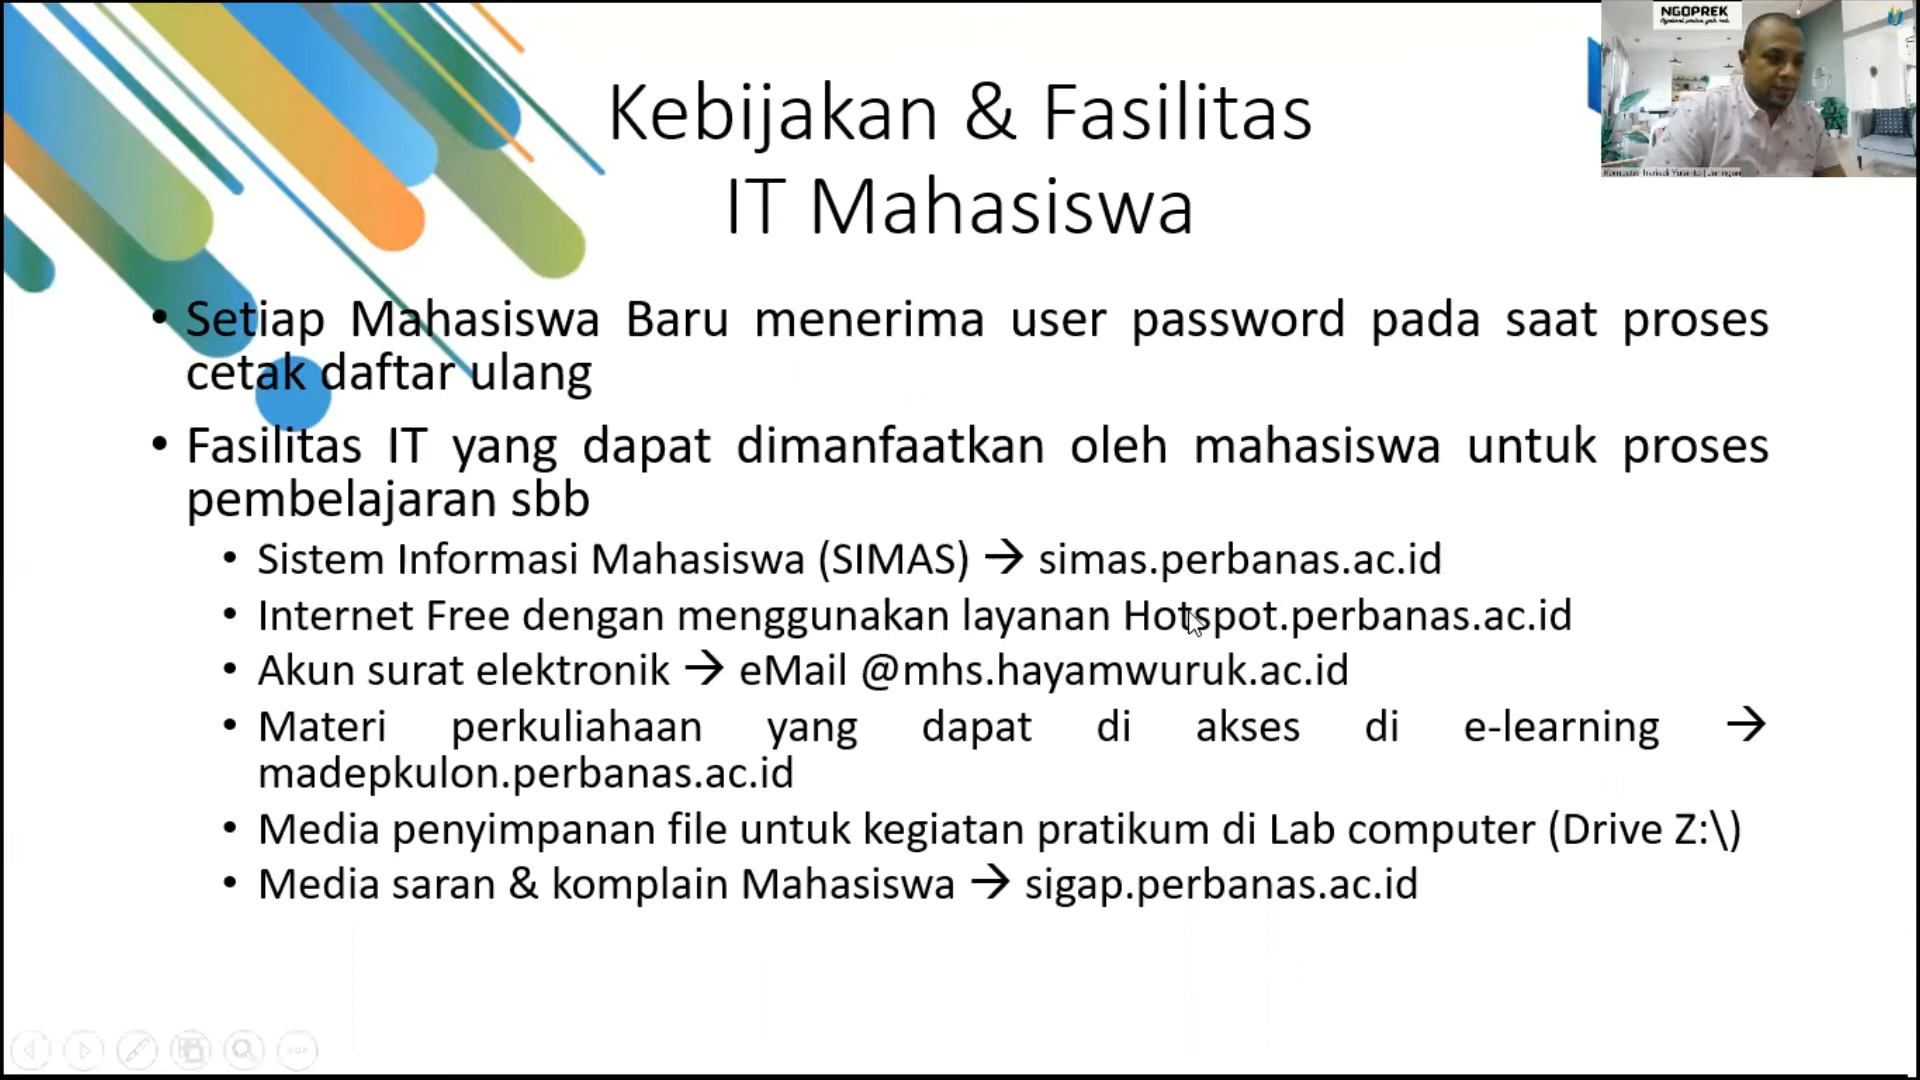 NGOPREK
Kebijakan & Fasilitas
IT Mahasiswa
• Setiap Mahasiswa Baru menerima user password pada saat proses
cetak daftar ulang
• Fasilitas IT yang dapat dimanfaatkan oleh mahasiswa untuk proses
pembelajaran sbb
• Sistem Informasi Mahasiswa (SIMAS) → simas.perbanas.ac.id
• Internet Free dengan menggunakan layanan Hotspot.perbanas.ac.id
• Akun surat elektronik → eMail @mhs.hayamwuruk.ac.id
• Materi perkuliahaan yang dapat di akses di e-learning →
madepkulon.perbanas.ac.id
• Media penyimpanan file untuk kegiatan pratikum di Lab computer (Drive Z:\)
• Media saran & komplain Mahasiswa → sigap.perbanas.ac.id